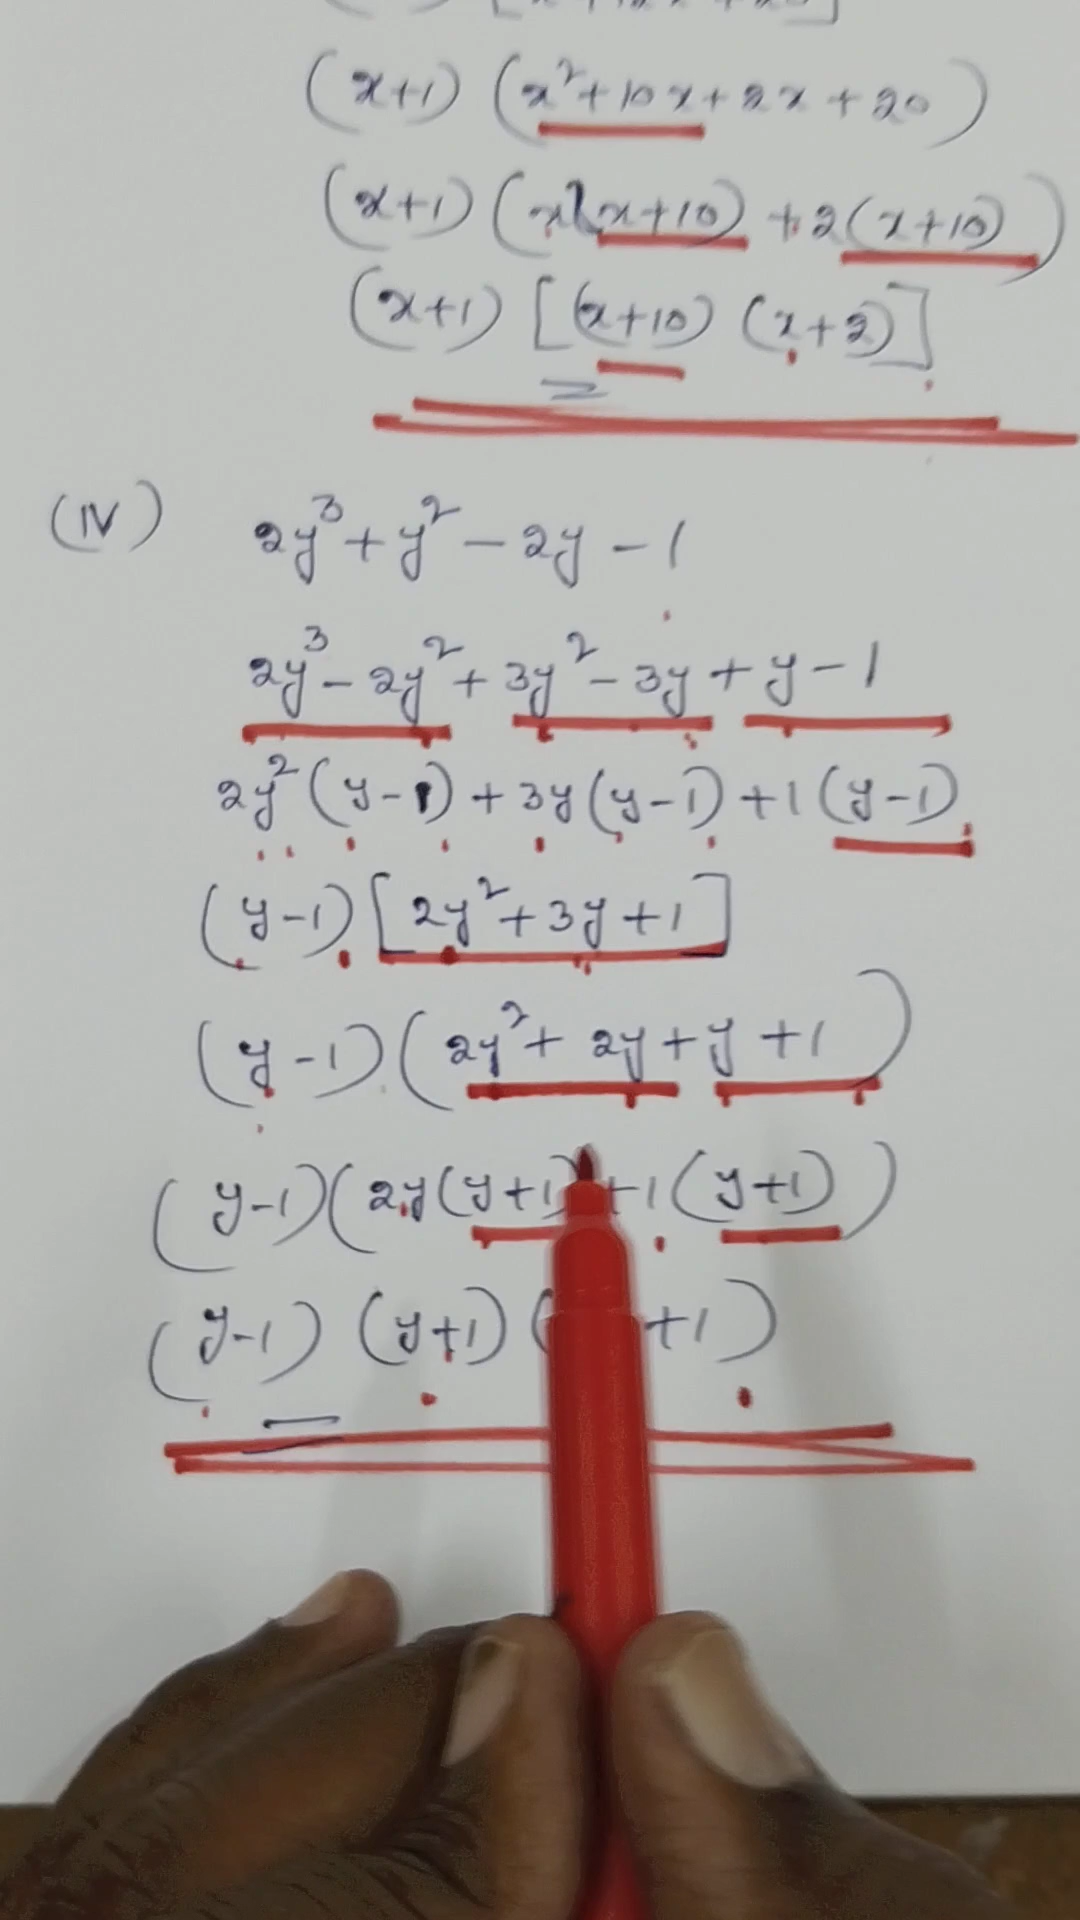 (x+1) (x²+10x+2x+20)
(x+1) (x(x+10) +2(x+10))
(x+1) [(x+10) (x+2)]
(IV) 2y³+y²-2y-1
2y³-2y²+3y²-3y+y-1
2y²(y-1)+3y(y-1)+1(y-1)
(y-1)[2y²+3y+1]
(y-1)(2y²+2y+y+1)
(y-1)(2y(y+1)+1(y+1))
(y-1) (y+1) ( +1)